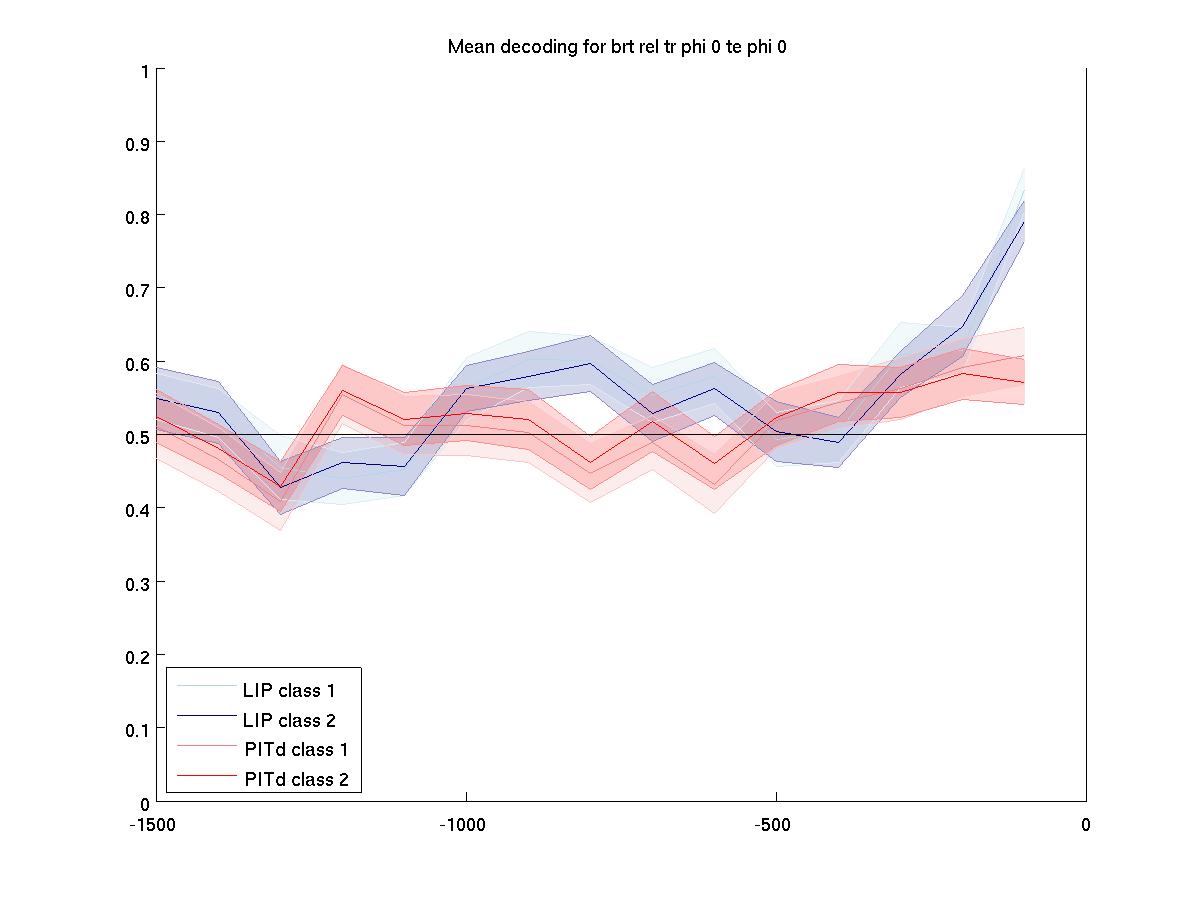 Mean decoding for brt rel tr phi 0 te phi 0
1
0.9
0.8
0.7
0.6
0.5
0.4
0.3
0.2
0.1
0
LIP class 1
LIP class 2
PITd class 1
PITd class 2
-1500 -1000 -500 0